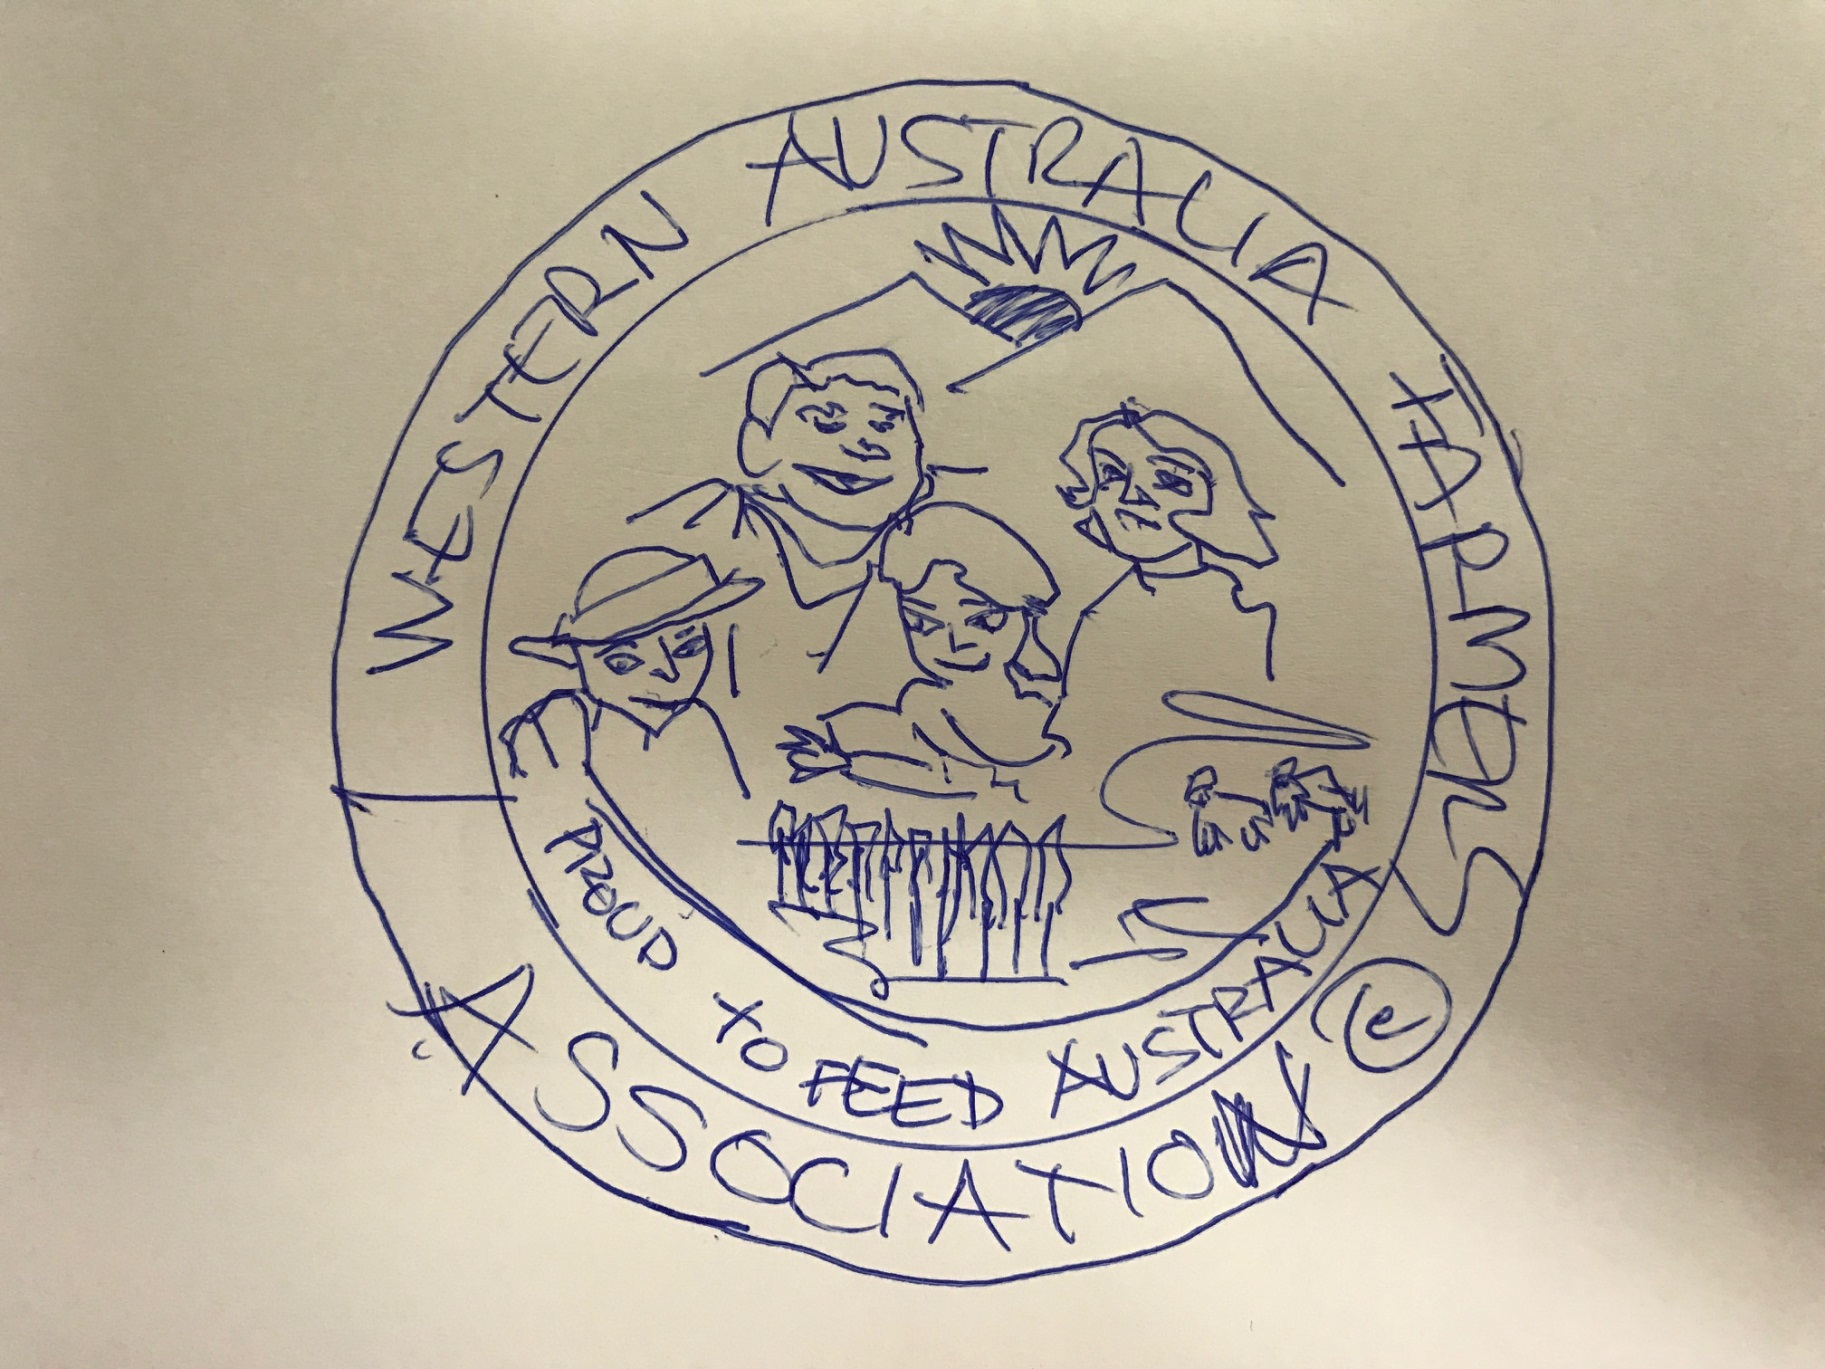 WESTERN AUSTRALIA FARMERS
ASSOCIATION
PROUD TO FEED AUSTRALIA